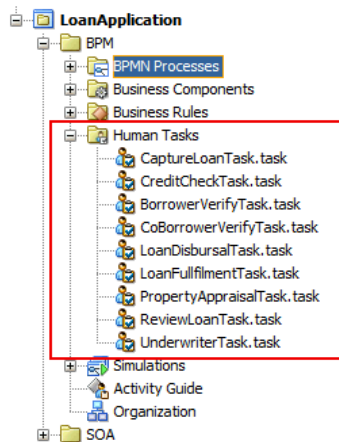 LoanApplication
BPM
BPMN Processes
Business Components
Business Rules
Human Tasks
CaptureLoanTask.task
CreditCheckTask.task
BorrowerVerifyTask.task
CoBorrowerVerifyTask.task
LoanDisbursalTask.task
LoanFullfilmentTask.task
PropertyAppraisalTask.task
ReviewLoanTask.task
UnderwriterTask.task
Simulations
Activity Guide
Organization
SOA